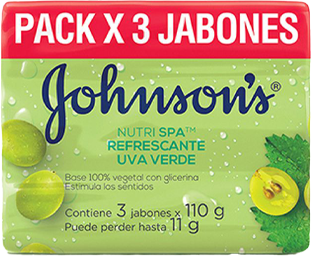 PACK X 3 JABONES
Johnson's®
NUTRI SPA™
REFRESCANTE
UVA VERDE
Base 100% vegetal con glicerina
Estimula los sentidos
Contiene 3 jabones x 110 g
Puede perder hasta 11 g